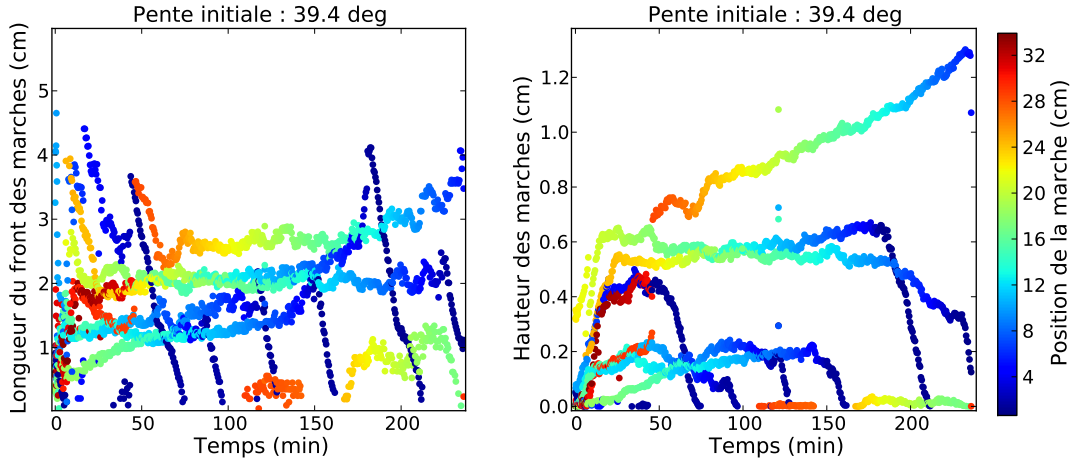 Pente initiale : 39.4 deg
Longueur du front des marches (cm)
5
4
3
2
1
0 50 100 150 200
Temps (min)
Pente initiale : 39.4 deg
Hauteur des marches (cm)
1.2
1.0
0.8
0.6
0.4
0.2
0.0
0 50 100 150 200
Temps (min)
32
28
24
20
16
12
8
4
Position de la marche (cm)